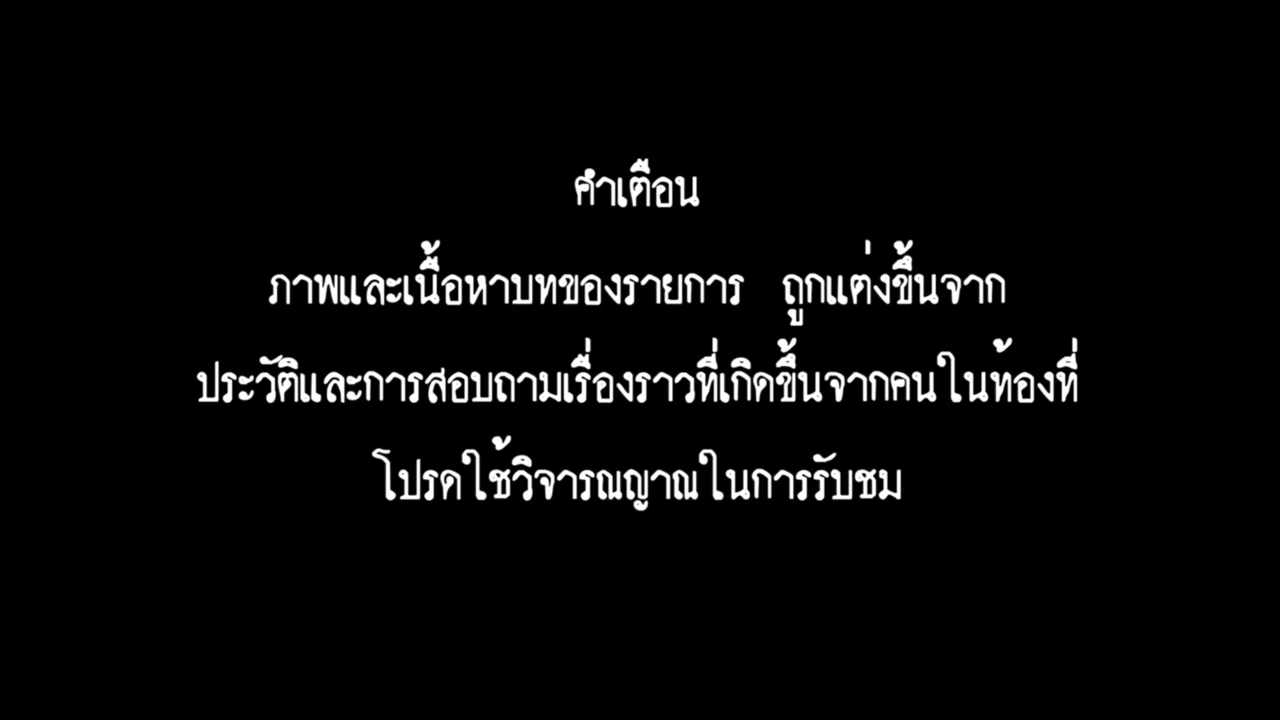 คำเตือน
ภาพและเนื้อหาบทของรายการ ถูกแต่งขึ้นจาก
ประวัติและการสอบถามเรื่องราวที่เกิดขึ้นจากคนในท้องที่
โปรดใช้วิจารณญาณในการรับชม